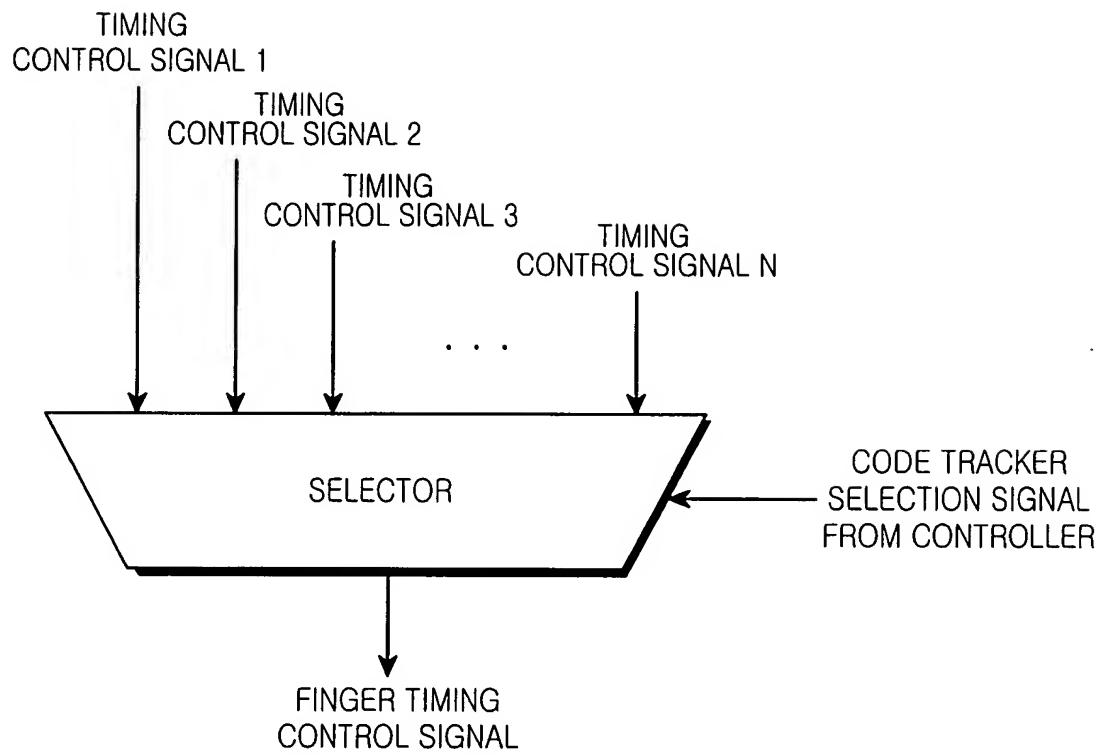 TIMING
CONTROL SIGNAL 1
TIMING
CONTROL SIGNAL 2
TIMING
CONTROL SIGNAL 3
TIMING
CONTROL SIGNAL N
. . .
SELECTOR
CODE TRACKER
SELECTION SIGNAL
FROM CONTROLLER
FINGER TIMING
CONTROL SIGNAL